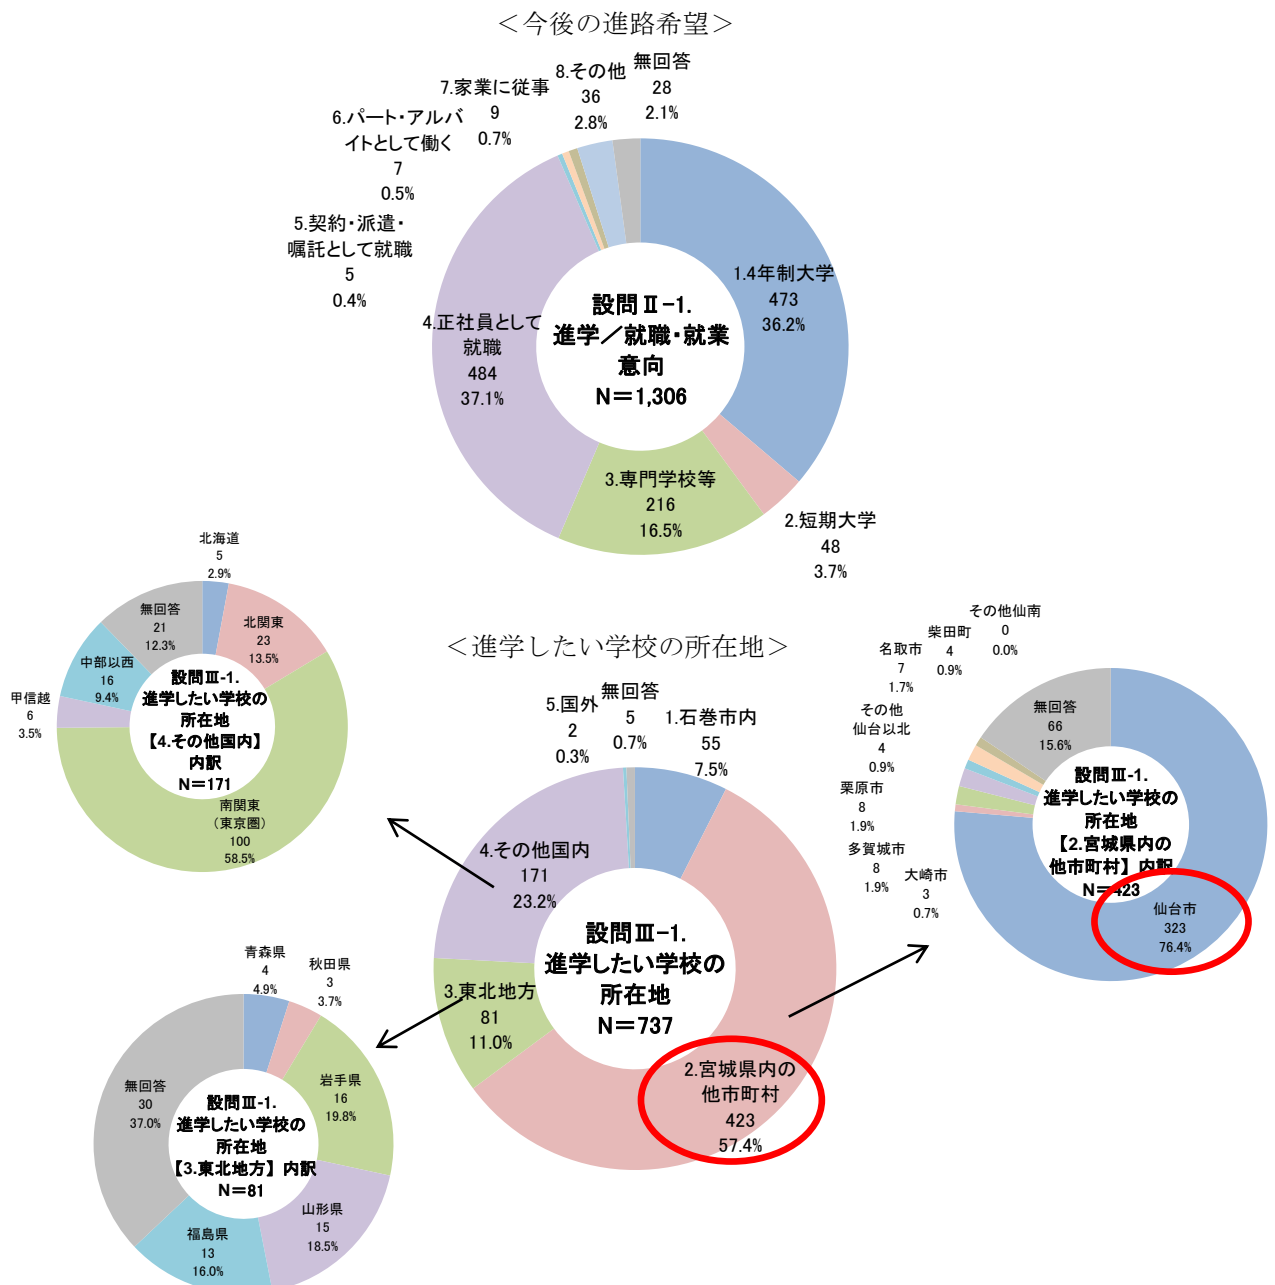 ＜今後の進路希望＞
無回答
28
2.1%
8.その他
36
2.8%
7.家業に従事
9
0.7%
6.パート・アルバ
イトとして働く
7
0.5%
5.契約・派遣・
嘱託として就職
5
0.4%
4.正社員として
就職
484
37.1%
設問Ⅱ-1.
進学／就職・就業
意向
N＝1,306
1.4年制大学
473
36.2%
3.専門学校等
216
16.5%
2.短期大学
48
3.7%
北海道
5
2.9%
北関東
23
13.5%
無回答
21
12.3%
中部以西
16
9.4%
甲信越
6
3.5%
設問Ⅲ-1.
進学したい学校の
所在地
【4.その他国内】
内訳
N＝171
南関東
（東京圏）
100
58.5%
＜進学したい学校の所在地＞
5.国外
2
0.3%
無回答
5
0.7%
1.石巻市内
55
7.5%
4.その他国内
171
23.2%
設問Ⅲ-1.
進学したい学校の
所在地
N＝737
3.東北地方
81
11.0%
2.宮城県内の
他市町村
423
57.4%
その他仙南
0
0.0%
柴田町
4
0.9%
名取市
7
1.7%
その他
仙台以北
4
0.9%
栗原市
8
1.9%
多賀城市
8
1.9%
大崎市
3
0.7%
無回答
66
15.6%
設問Ⅲ-1.
進学したい学校の
所在地
【2.宮城県内の
他市町村】内訳
N＝423
仙台市
323
76.4%
青森県
4
4.9%
秋田県
3
3.7%
岩手県
16
19.8%
無回答
30
37.0%
設問Ⅲ-1.
進学したい学校の
所在地
【3.東北地方】内訳
N＝81
山形県
15
18.5%
福島県
13
16.0%